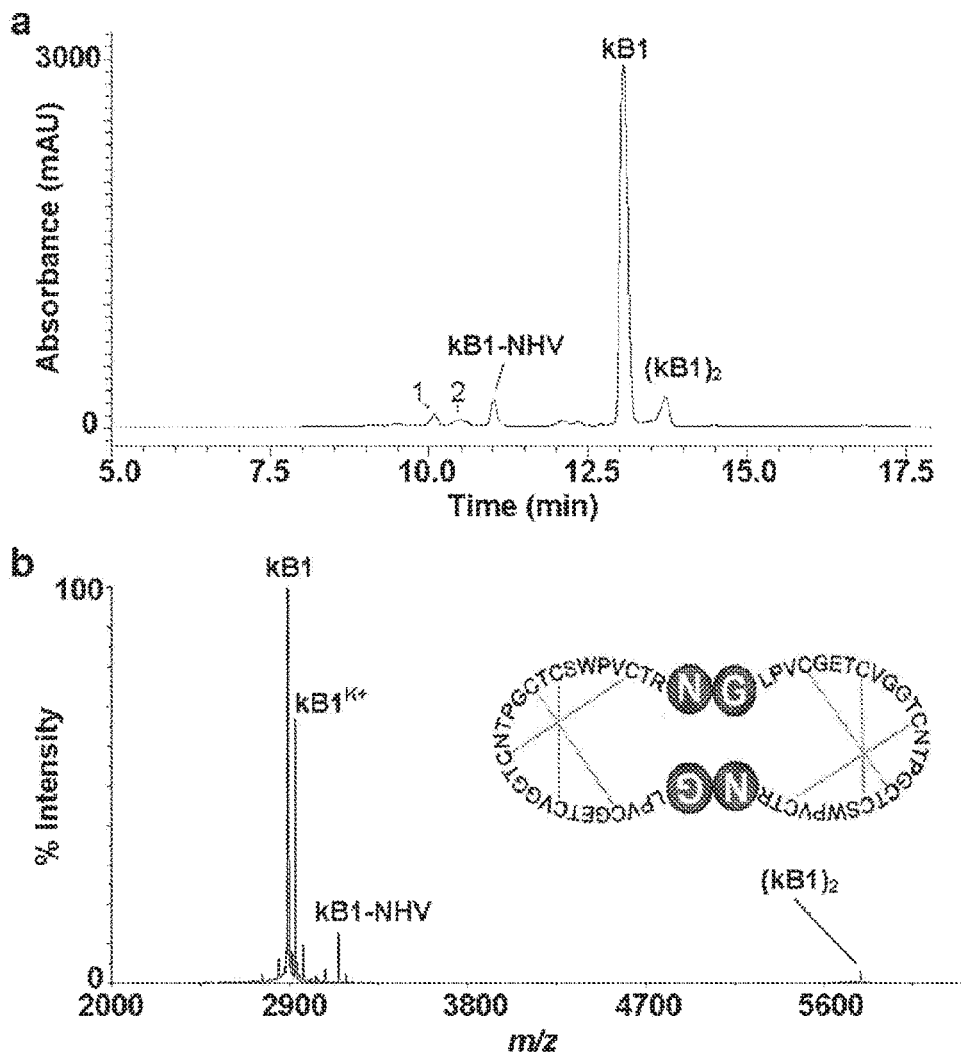 a
3000
Absorbance (mAU)
0
kB1
kB1-NHV
(kB1)₂
1
2
5.0 7.5 10.0 12.5 15.0 17.5
Time (min)
b
100
% Intensity
0
kB1
kB1ᴷ⁺
kB1-NHV
(kB1)₂
NG
LPVCGETCVGGTCNTPGCTCSWPVCTR
NG
LPVCGETCVGGTCNTPGCTCSWPVCTR
2000 2900 3800 4700 5600
m/z